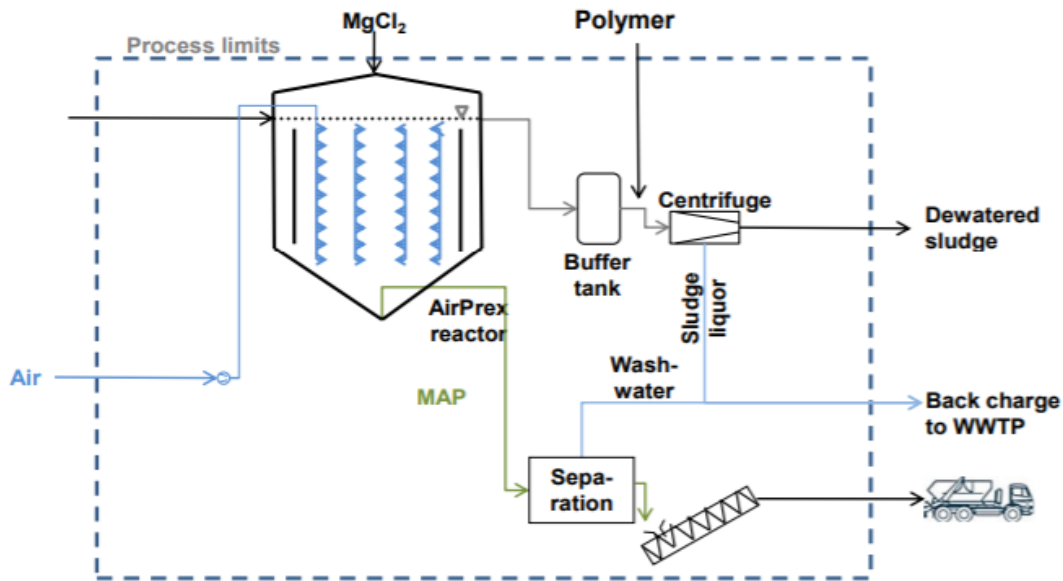 MgCl₂
Polymer
Process limits
Centrifuge
Dewatered
sludge
Buffer
tank
AirPrex
reactor
Sludge
liquor
Air
MAP
Wash-
water
Back charge
to WWTP
Sepa-
ration